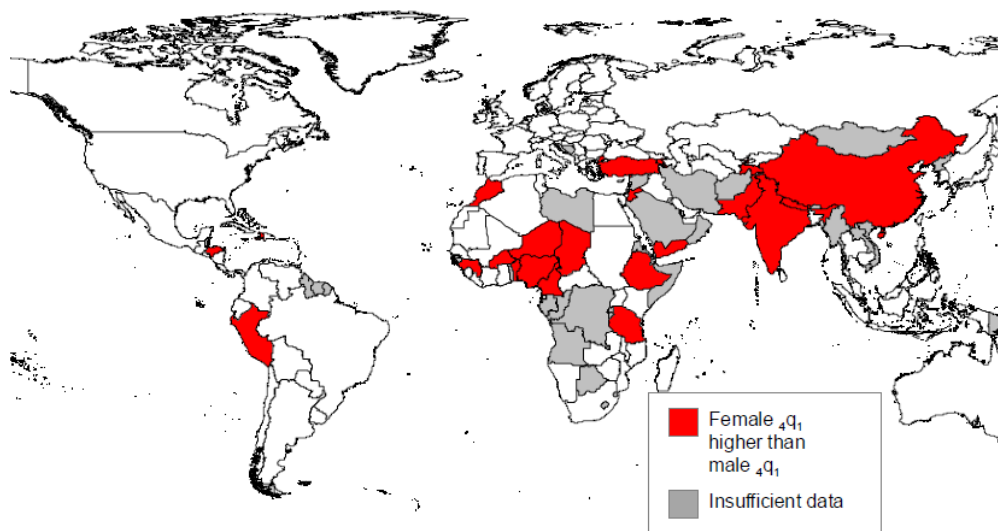 Female ₄q₁
higher than
male ₄q₁
Insufficient data